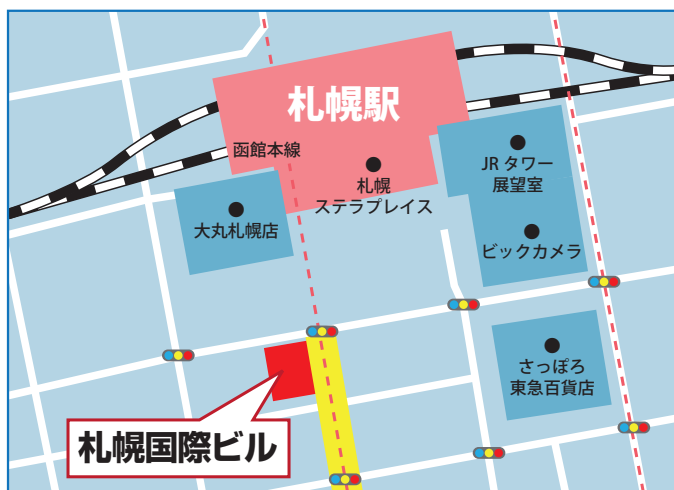 札幌駅
函館本線
札幌
ステラプレイス
JR タワー
展望室
大丸札幌店
ビックカメラ
さっぽろ
東急百貨店
札幌国際ビル